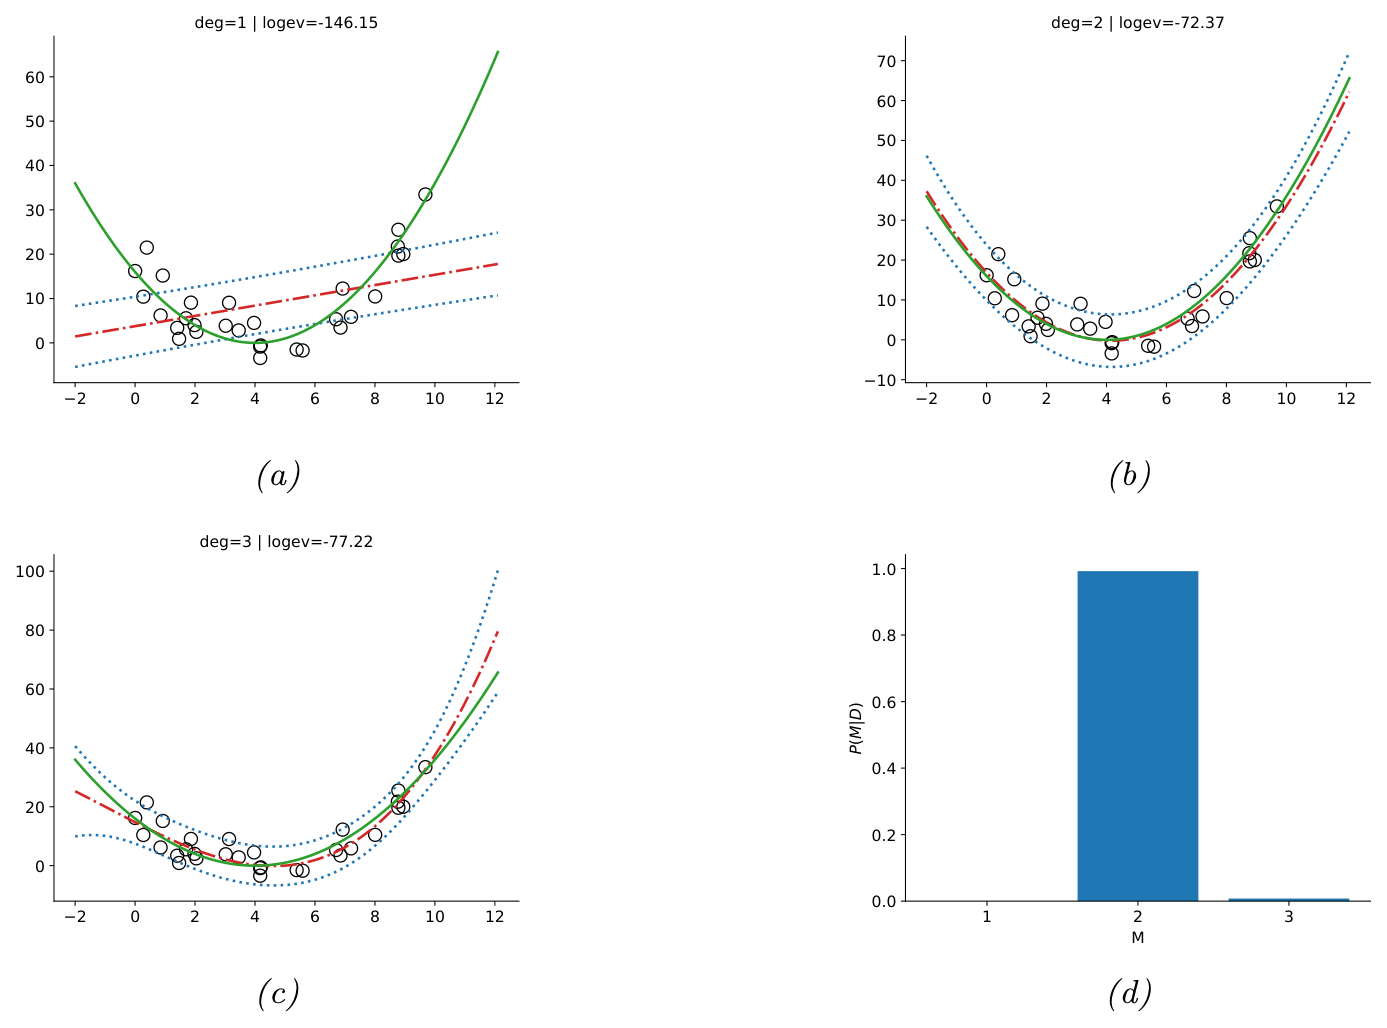 deg=1 | logev=-146.15
60
50
40
30
20
10
0
−2 0 2 4 6 8 10 12
(a)
deg=2 | logev=-72.37
70
60
50
40
30
20
10
0
−10
−2 0 2 4 6 8 10 12
(b)
deg=3 | logev=-77.22
100
80
60
40
20
0
−2 0 2 4 6 8 10 12
(c)
1.0
0.8
0.6
0.4
0.2
0.0
P(M|D)
1 2 3
M
(d)